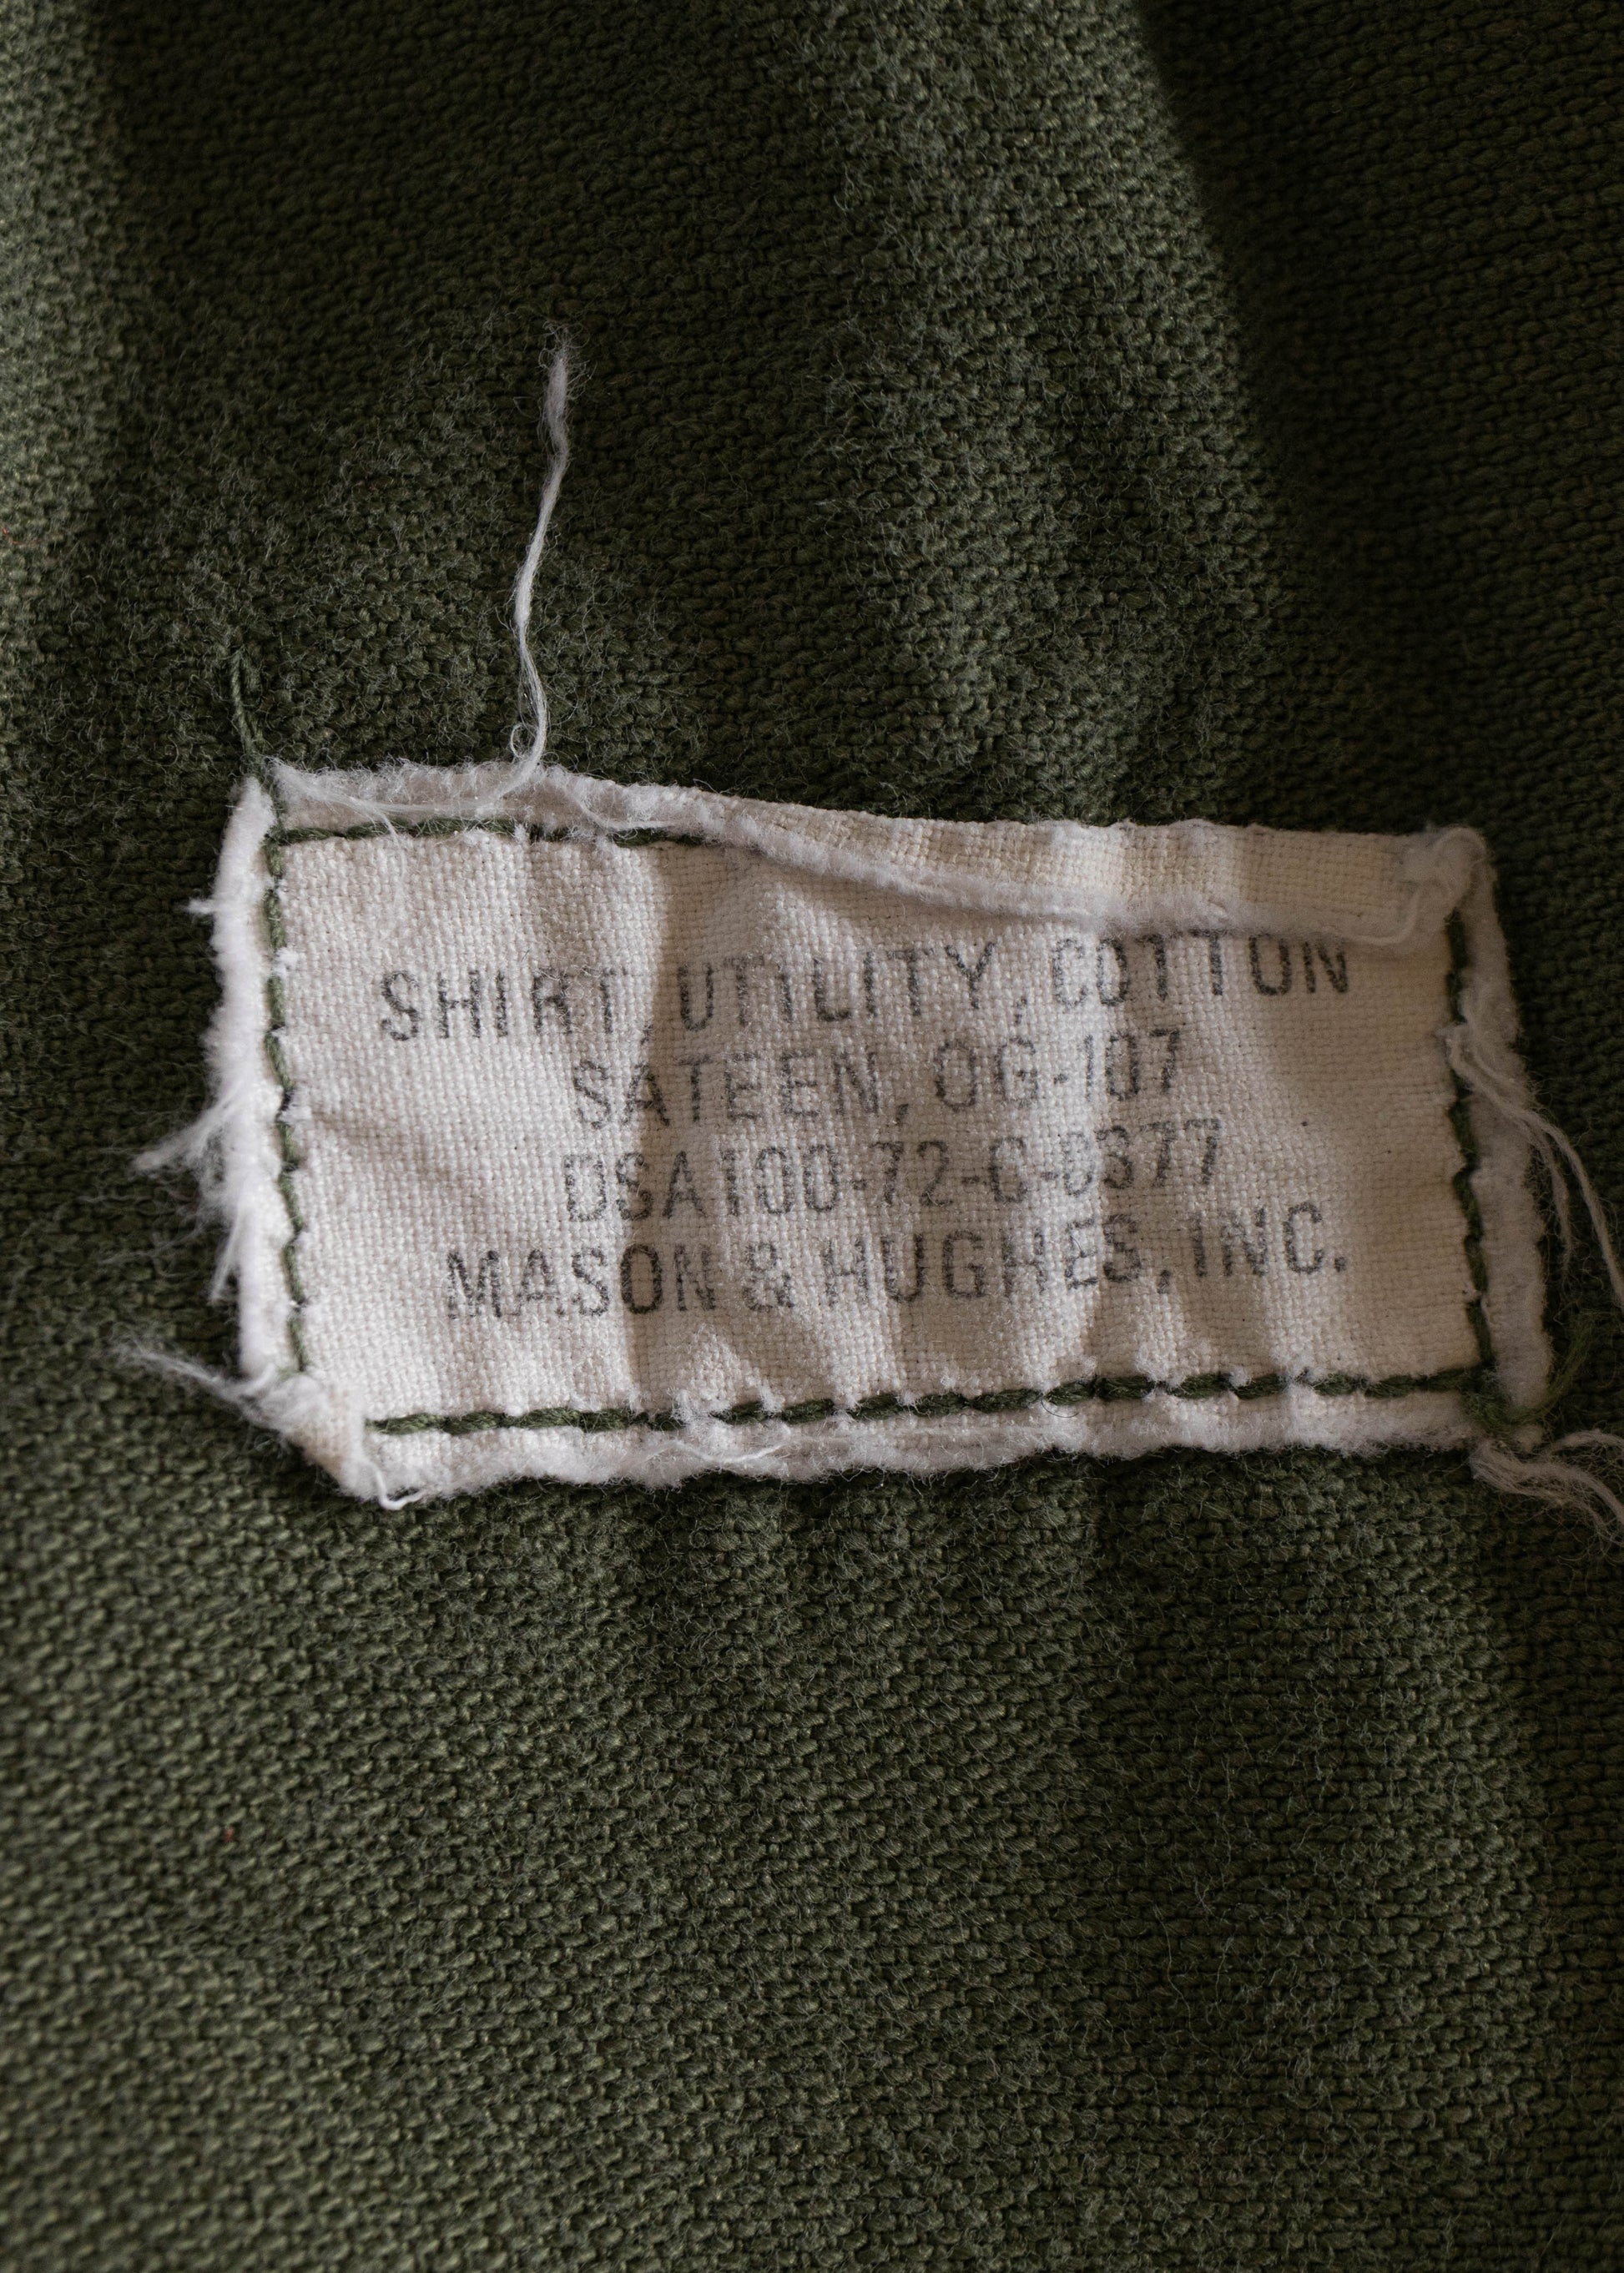 SHIRT, UTILITY, COTTON
SATEEN, OG-107
DSA100-72-C-0377
MASON & HUGHES, INC.